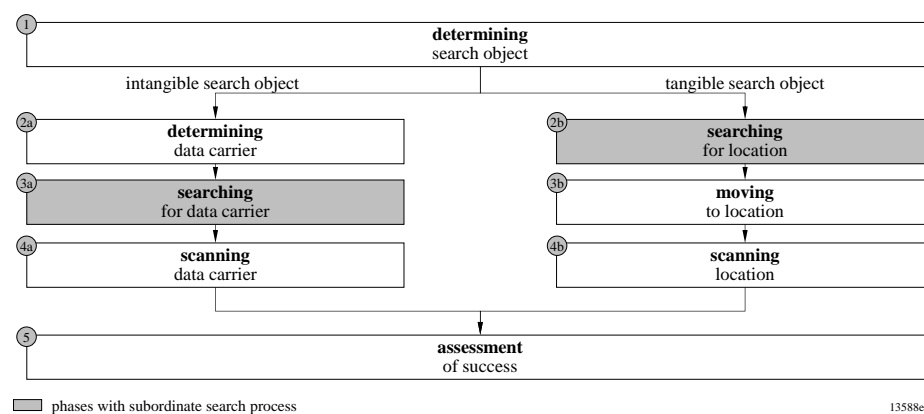 1
determining
search object
intangible search object
tangible search object
2a
determining
data carrier
2b
searching
for location
3a
searching
for data carrier
3b
moving
to location
4a
scanning
data carrier
4b
scanning
location
5
assessment
of success
phases with subordinate search process
13588e